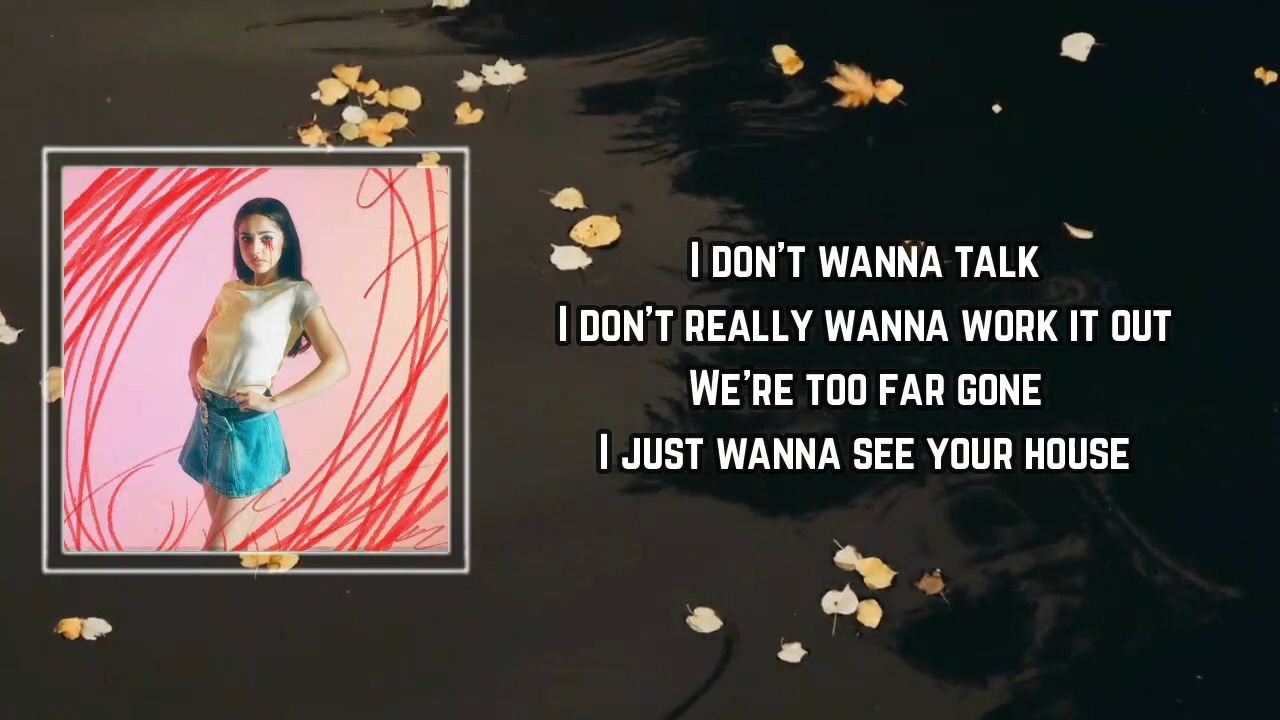 I DON'T WANNA TALK
I DON'T REALLY WANNA WORK IT OUT
WE'RE TOO FAR GONE
I JUST WANNA SEE YOUR HOUSE